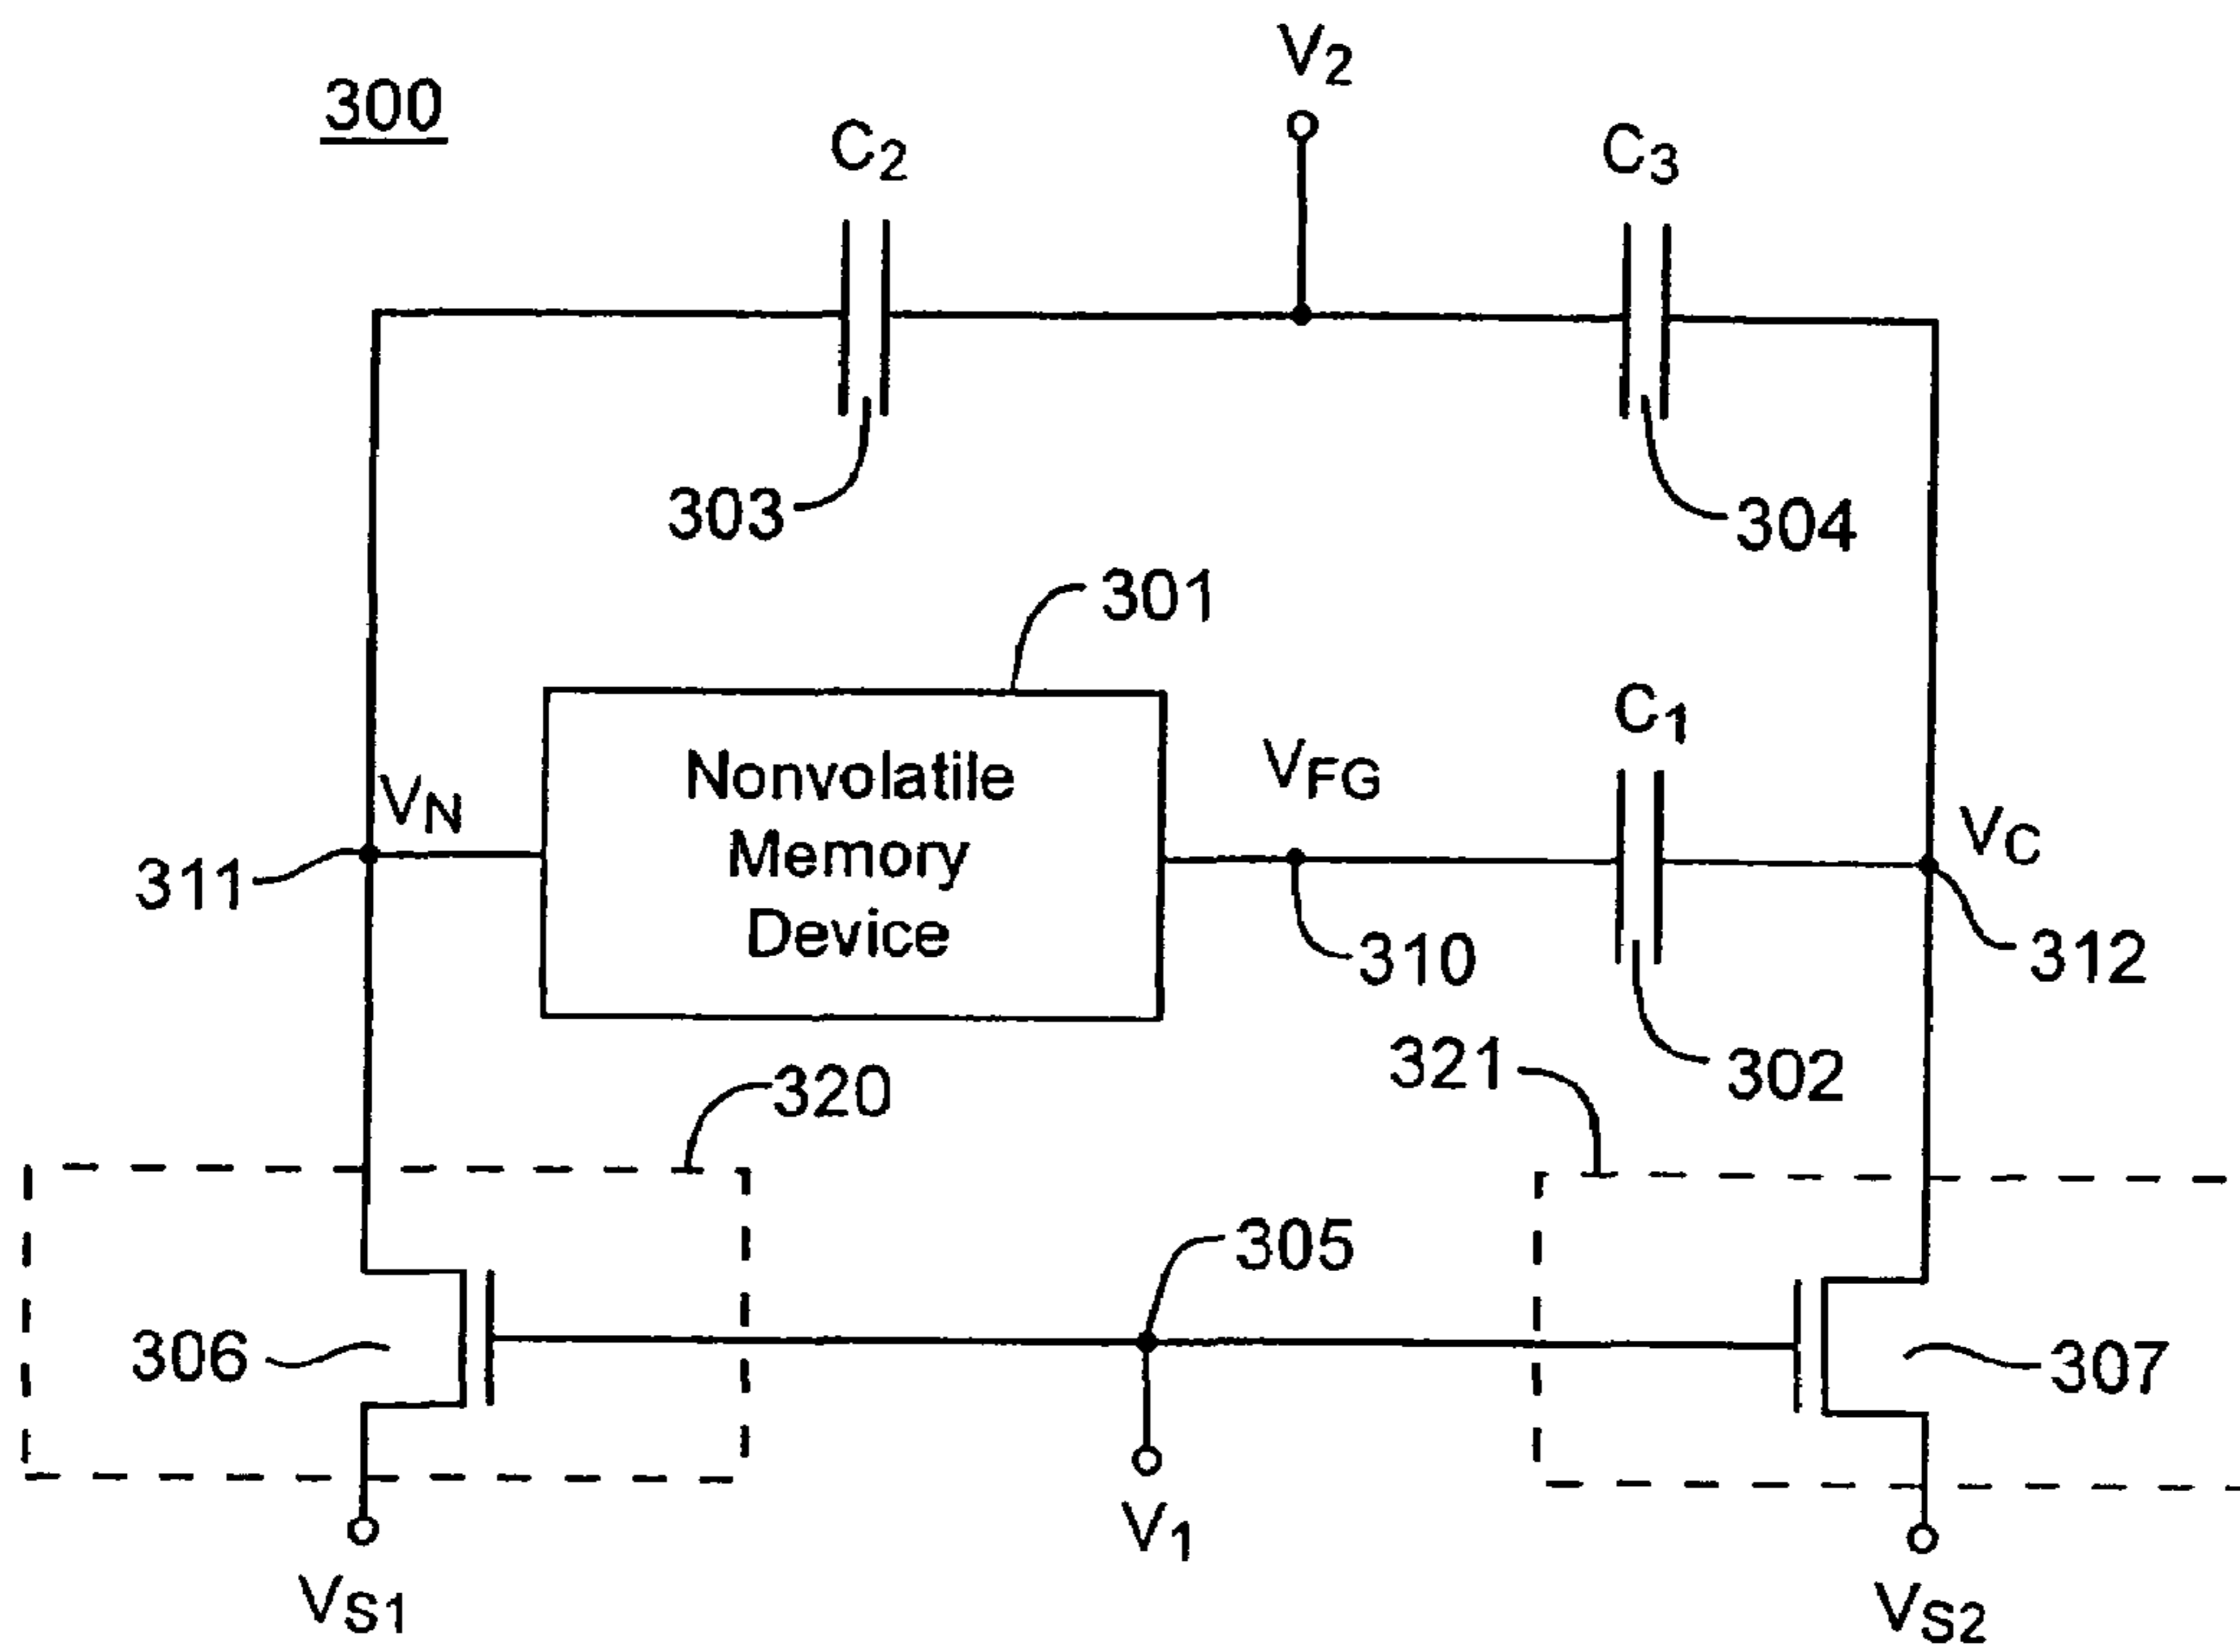 300
V2
C2
C3
303
304
301
Nonvolatile
Memory
Device
C1
VFG
VN
VC
311
310
312
302
320
321
305
306
307
V1
VS1
VS2